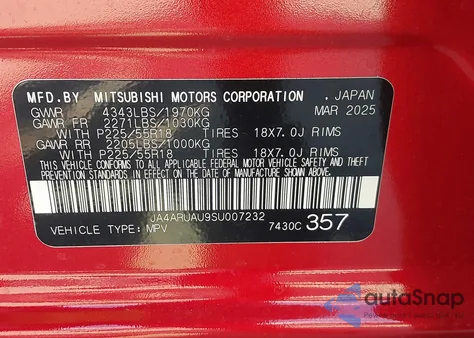 MFD.BY MITSUBISHI MOTORS CORPORATION , JAPAN
GVWR 4343LBS/1970KG MAR 2025
GAWR FR 2271LBS/1030KG
WITH P225/55R18 TIRES 18X7.0J RIMS
GAWR RR 2205LBS/1000KG
WITH P225/55R18 TIRES 18X7.0J RIMS
THIS VEHICLE CONFORMS TO ALL APPLICABLE FEDERAL MOTOR VEHICLE SAFETY AND THEFT
PREVENTION STANDARDS IN EFFECT ON THE DATE OF MANUFACTURE SHOWN ABOVE.
JA4ARUAU9SU007232
VEHICLE TYPE: MPV 7430C 357
autoSnap